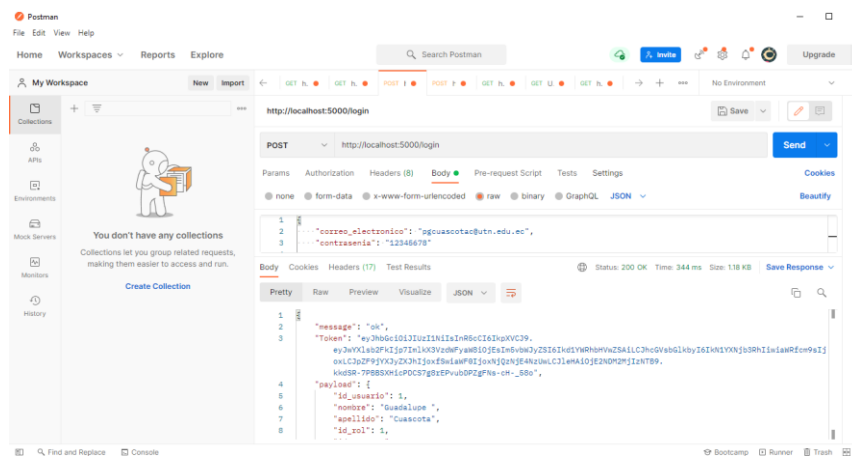 Postman
File Edit View Help
Home Workspaces Reports Explore Search Postman Invite Upgrade
My Workspace New Import GET h. GET h. POST h POST h GET h. GET U. GET h. No Environment
Collections
APIs
Environments
Mock Servers
Monitors
History
You don't have any collections
Collections let you group related requests,
making them easier to access and run.
Create Collection
http://localhost:5000/login Save
POST http://localhost:5000/login Send
Params Authorization Headers (8) Body Pre-request Script Tests Settings Cookies
none form-data x-www-form-urlencoded raw binary GraphQL JSON Beautify
1
2 "correo_electronico": "pgcuascotac@utn.edu.ec",
3 "contrasenia": "12345678"
Body Cookies Headers (17) Test Results Status: 200 OK Time: 344 ms Size: 1.18 KB Save Response
Pretty Raw Preview Visualize JSON
1
2 "message": "ok",
3 "Token":
4 "payload": {
5 "id_usuario": 1,
6 "nombre": "Guadalupe ",
7 "apellido": "Cuascota",
8 "id_rol": 1,
Find and Replace Console Bootcamp Runner Trash